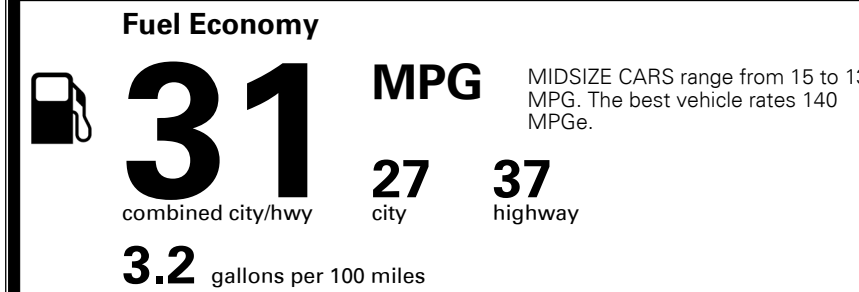 Fuel Economy
31 MPG
MIDSIZE CARS range from 15 to
MPG. The best vehicle rates 140
MPGe.
27 37
combined city/hwy city highway
3.2 gallons per 100 miles